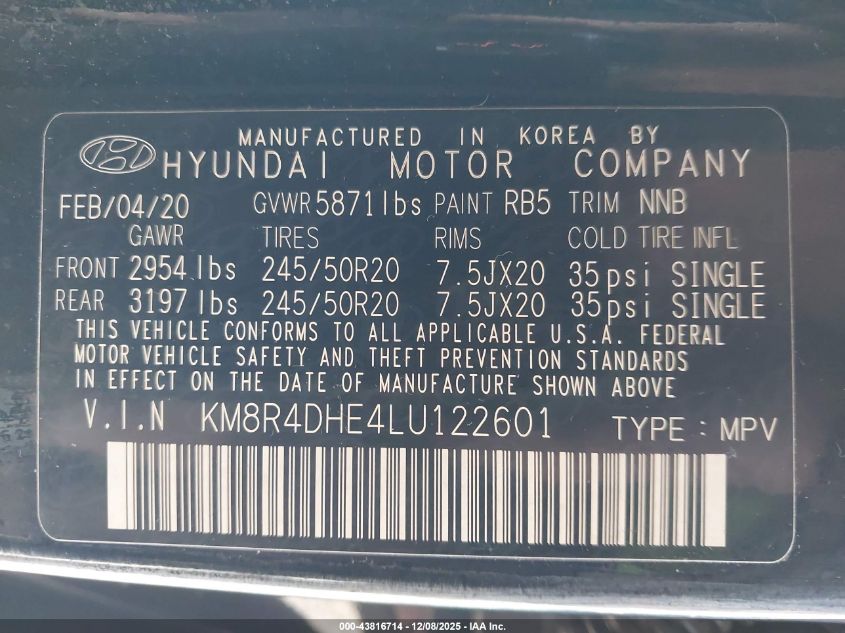 MANUFACTURED IN KOREA BY
HYUNDAI MOTOR COMPANY
FEB/04/20 GVWR 5871lbs PAINT RB5 TRIM NNB
GAWR TIRES RIMS COLD TIRE INFL
FRONT 2954 lbs 245/50R20 7.5JX20 35psi SINGLE
REAR 3197 lbs 245/50R20 7.5JX20 35psi SINGLE
THIS VEHICLE CONFORMS TO ALL APPLICABLE U.S.A. FEDERAL
MOTOR VEHICLE SAFETY AND THEFT PREVENTION STANDARDS
IN EFFECT ON THE DATE OF MANUFACTURE SHOWN ABOVE
V.I.N KM8R4DHE4LU122601 TYPE : MPV
000-43816714 - 12/08/2025 - IAA Inc.